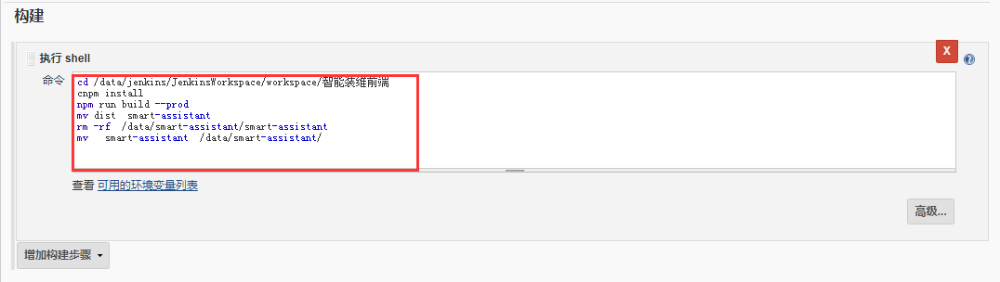 构建
执行 shell
X
命令
cd /data/jenkins/JenkinsWorkspace/workspace/智能装维前端
cnpm install
npm run build --prod
mv dist  smart-assistant
rm -rf  /data/smart-assistant/smart-assistant
mv   smart-assistant  /data/smart-assistant/
查看 可用的环境变量列表
高级...
增加构建步骤